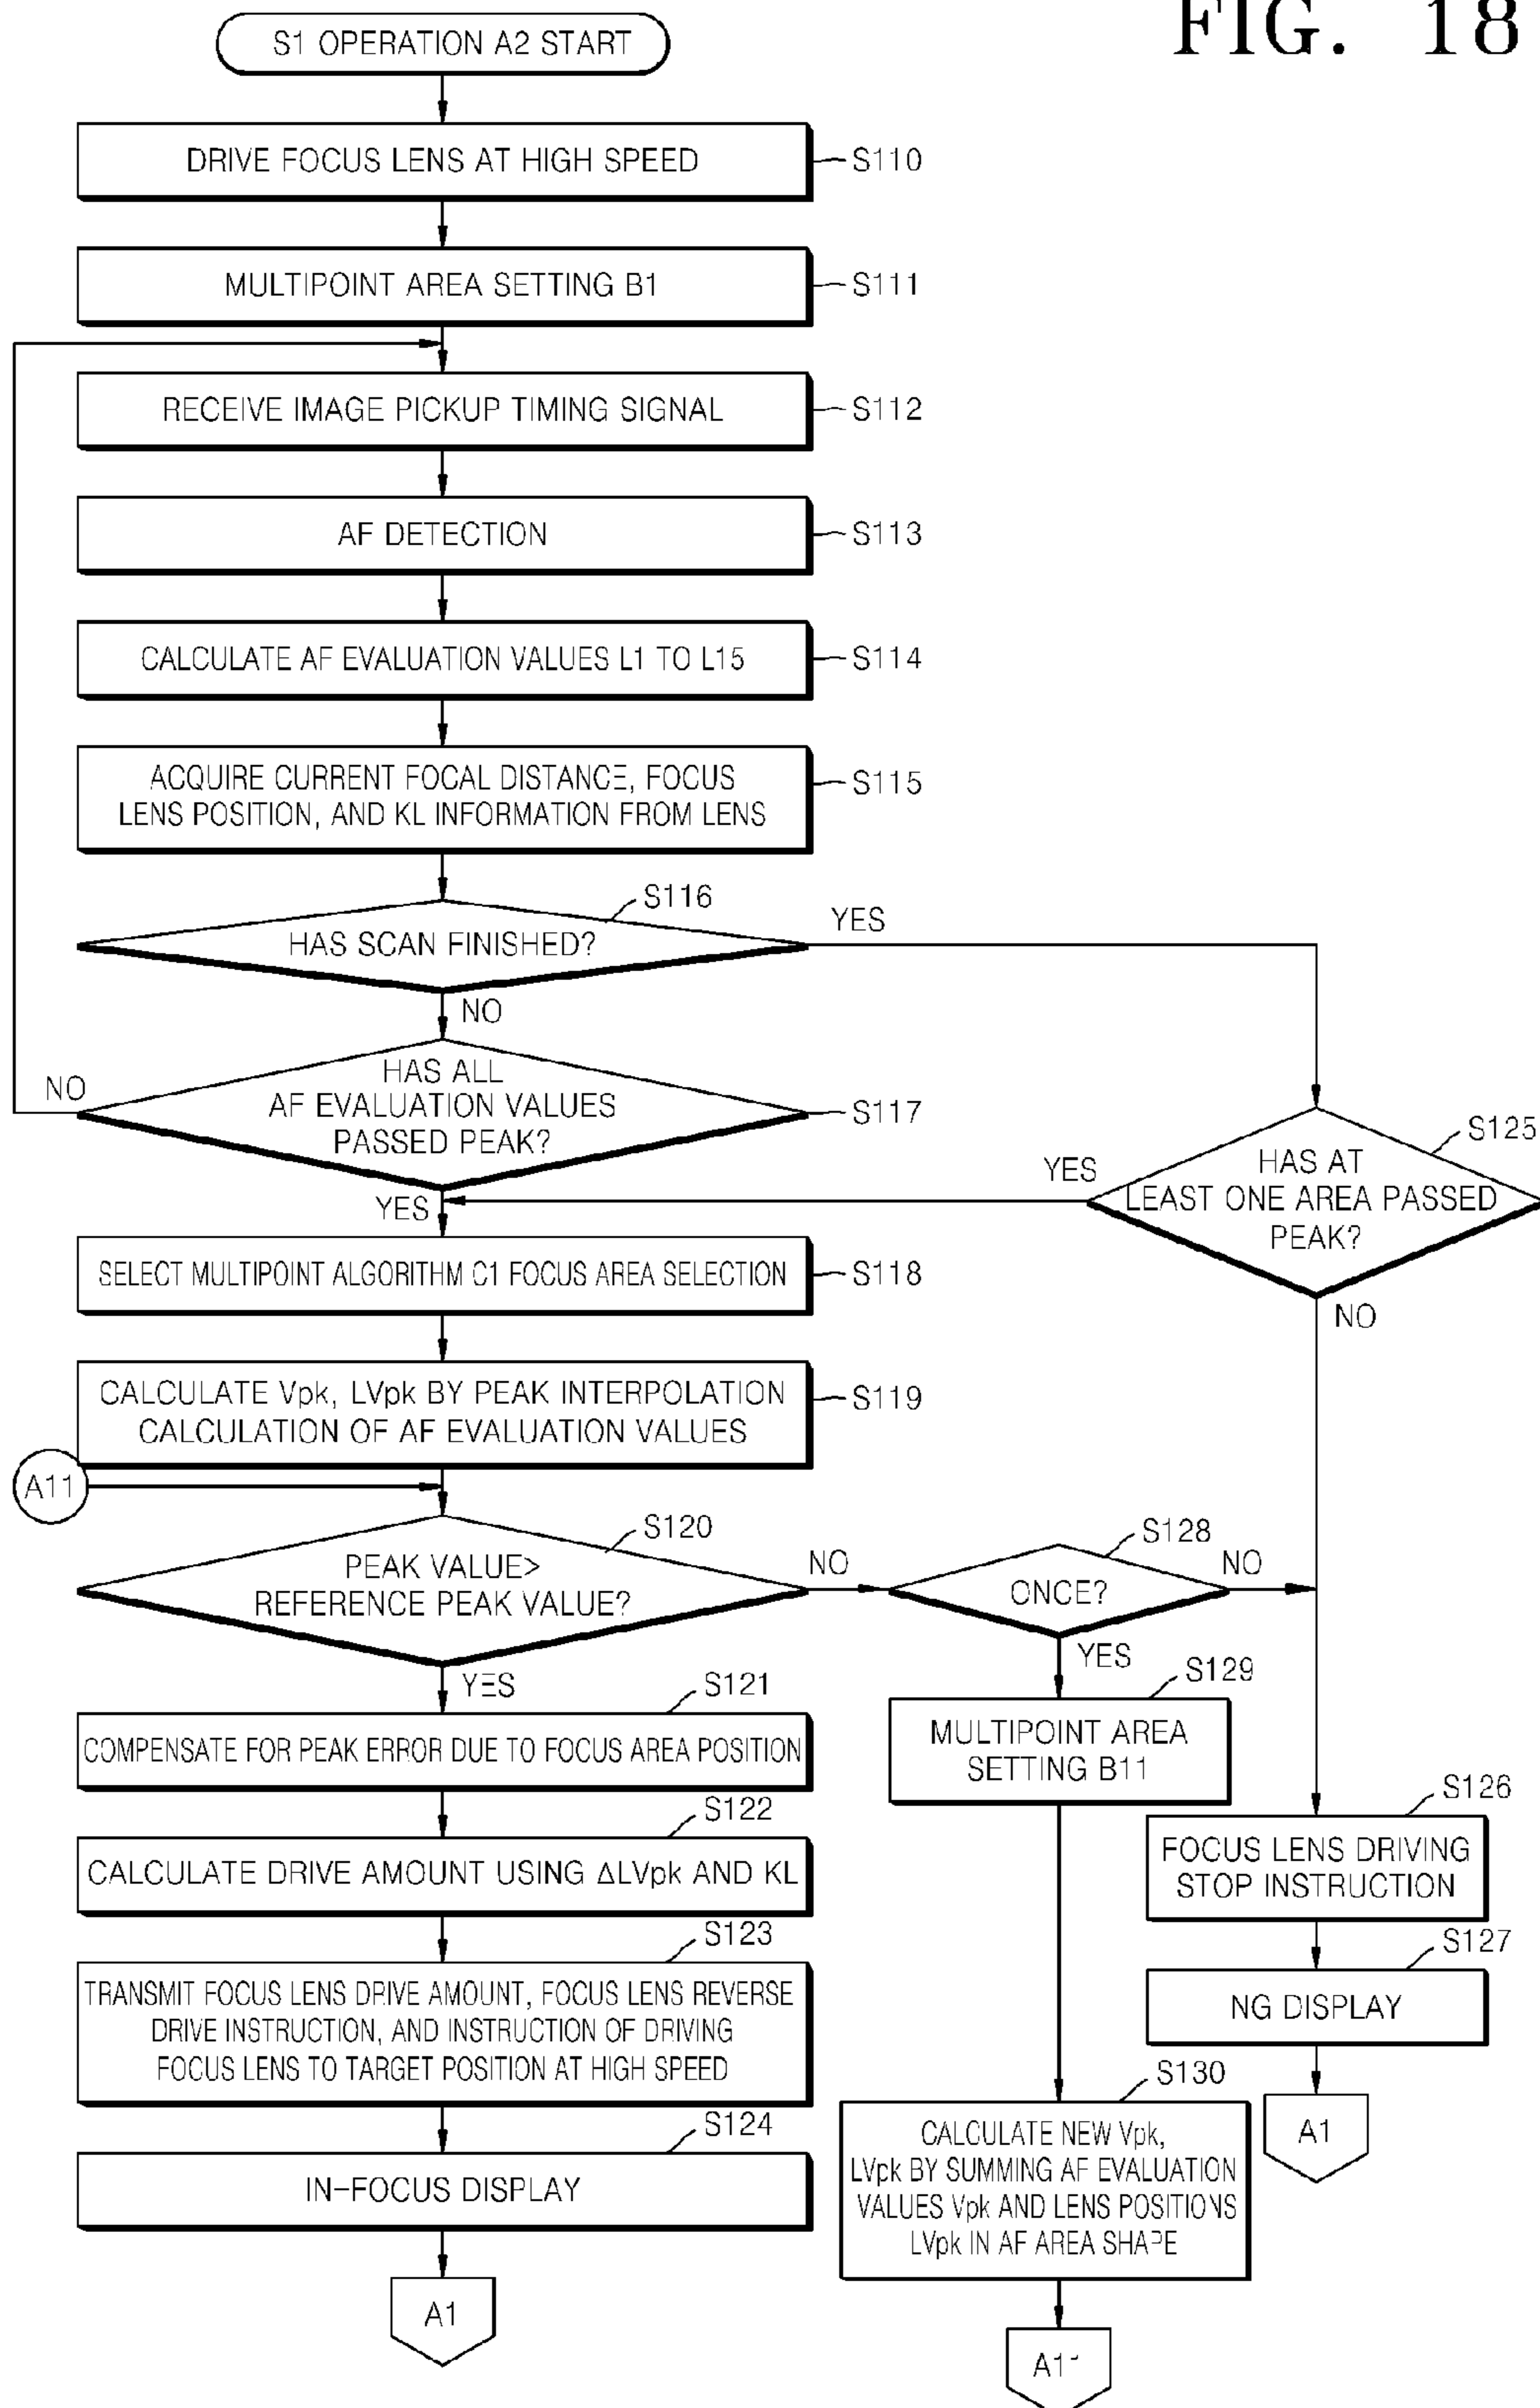 FIG. 18
S1 OPERATION A2 START
DRIVE FOCUS LENS AT HIGH SPEED
S110
MULTIPOINT AREA SETTING B1
S111
RECEIVE IMAGE PICKUP TIMING SIGNAL
S112
AF DETECTION
S113
CALCULATE AF EVALUATION VALUES L1 TO L15
S114
ACQUIRE CURRENT FOCAL DISTANCE, FOCUS
LENS POSITION, AND KL INFORMATION FROM LENS
S115
S116
HAS SCAN FINISHED?
YES
NO
HAS ALL
AF EVALUATION VALUES
PASSED PEAK?
NO
S117
YES
S125
HAS AT
LEAST ONE AREA PASSED
PEAK?
YES
NO
SELECT MULTIPOINT ALGORITHM C1 FOCUS AREA SELECTION
S118
CALCULATE Vpk, LVpk BY PEAK INTERPOLATION
CALCULATION OF AF EVALUATION VALUES
S119
A11
S120
PEAK VALUE>
REFERENCE PEAK VALUE?
NO
YES
S128
ONCE?
NO
YES
S121
COMPENSATE FOR PEAK ERROR DUE TO FOCUS AREA POSITION
S129
MULTIPOINT AREA
SETTING B11
S122
CALCULATE DRIVE AMOUNT USING ΔLVpk AND KL
S126
FOCUS LENS DRIVING
STOP INSTRUCTION
S123
TRANSMIT FOCUS LENS DRIVE AMOUNT, FOCUS LENS REVERSE
DRIVE INSTRUCTION, AND INSTRUCTION OF DRIVING
FOCUS LENS TO TARGET POSITION AT HIGH SPEED
S127
NG DISPLAY
A1
S124
IN-FOCUS DISPLAY
A1
S130
CALCULATE NEW Vpk,
LVpk BY SUMMING AF EVALUATION
VALUES Vpk AND LENS POSITIONS
LVpk IN AF AREA SHAPE
A11